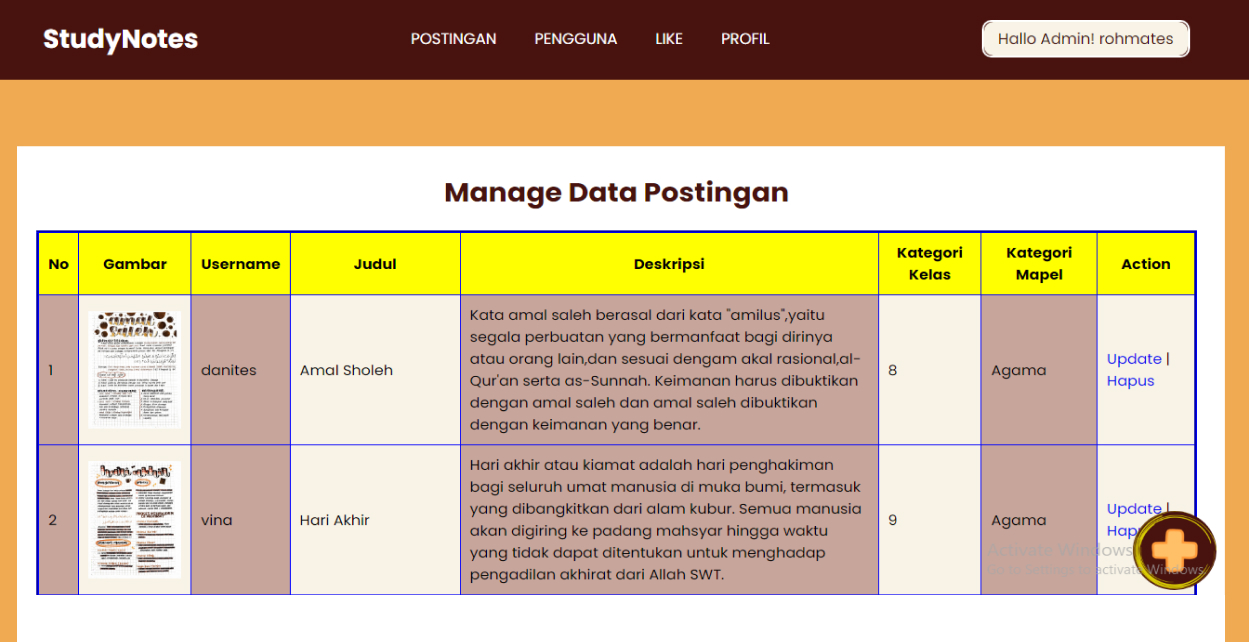 StudyNotes
POSTINGAN PENGGUNA LIKE PROFIL
Hallo Admin! rohmates
Manage Data Postingan
No Gambar Username Judul Deskripsi Kategori Kelas Kategori Mapel Action
1
amal
saleh
danites
Amal Sholeh
Kata amal saleh berasal dari kata "amilus",yaitu
segala perbuatan yang bermanfaat bagi dirinya
atau orang lain,dan sesuai dengam akal rasional,al-
Qur'an serta as-Sunnah. Keimanan harus dibuktikan
dengan amal saleh dan amal saleh dibuktikan
dengan keimanan yang benar.
8
Agama
Update |
Hapus
2
vina
Hari Akhir
Hari akhir atau kiamat adalah hari penghakiman
bagi seluruh umat manusia di muka bumi, termasuk
yang dibangkitkan dari alam kubur. Semua manusia
akan digiring ke padang mahsyar hingga waktu
yang tidak dapat ditentukan untuk menghadap
pengadilan akhirat dari Allah SWT.
9
Agama
Update |
Hap
Activate Windows
Go to Settings to activate Windows.